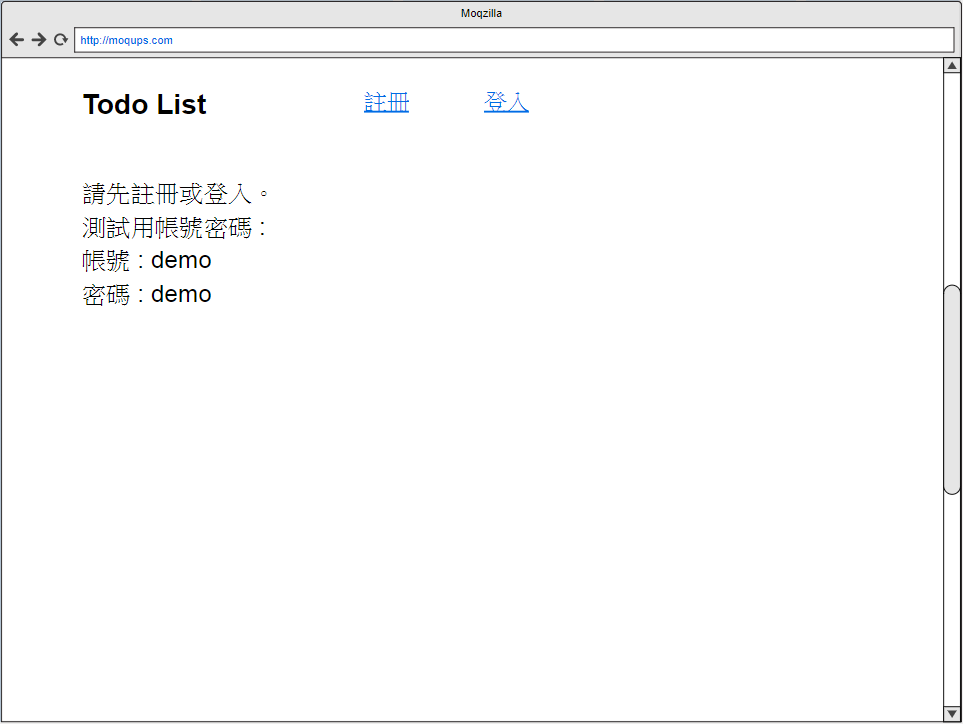 Moqzilla
http://moqups.com
Todo List 註冊 登入
請先註冊或登入。
測試用帳號密碼：
帳號：demo
密碼：demo